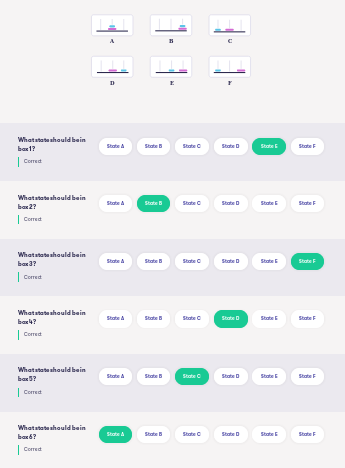 A B C
D E F
What state should be in box 1?
State A State B State C State D State E State F
Correct
What state should be in box 2?
State A State B State C State D State E State F
Correct
What state should be in box 3?
State A State B State C State D State E State F
Correct
What state should be in box 4?
State A State B State C State D State E State F
Correct
What state should be in box 5?
State A State B State C State D State E State F
Correct
What state should be in box 6?
State A State B State C State D State E State F
Correct